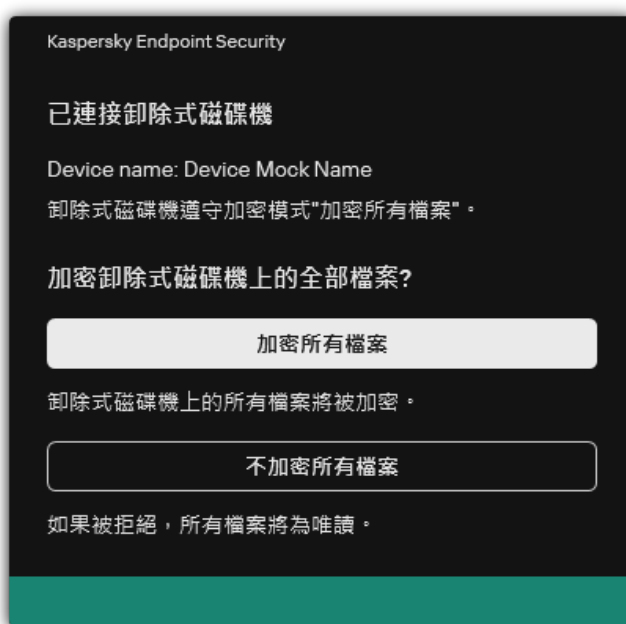 Kaspersky Endpoint Security
已連接卸除式磁碟機
Device name: Device Mock Name
卸除式磁碟機遵守加密模式"加密所有檔案"。
加密卸除式磁碟機上的全部檔案?
加密所有檔案
卸除式磁碟機上的所有檔案將被加密。
不加密所有檔案
如果被拒絕，所有檔案將為唯讀。